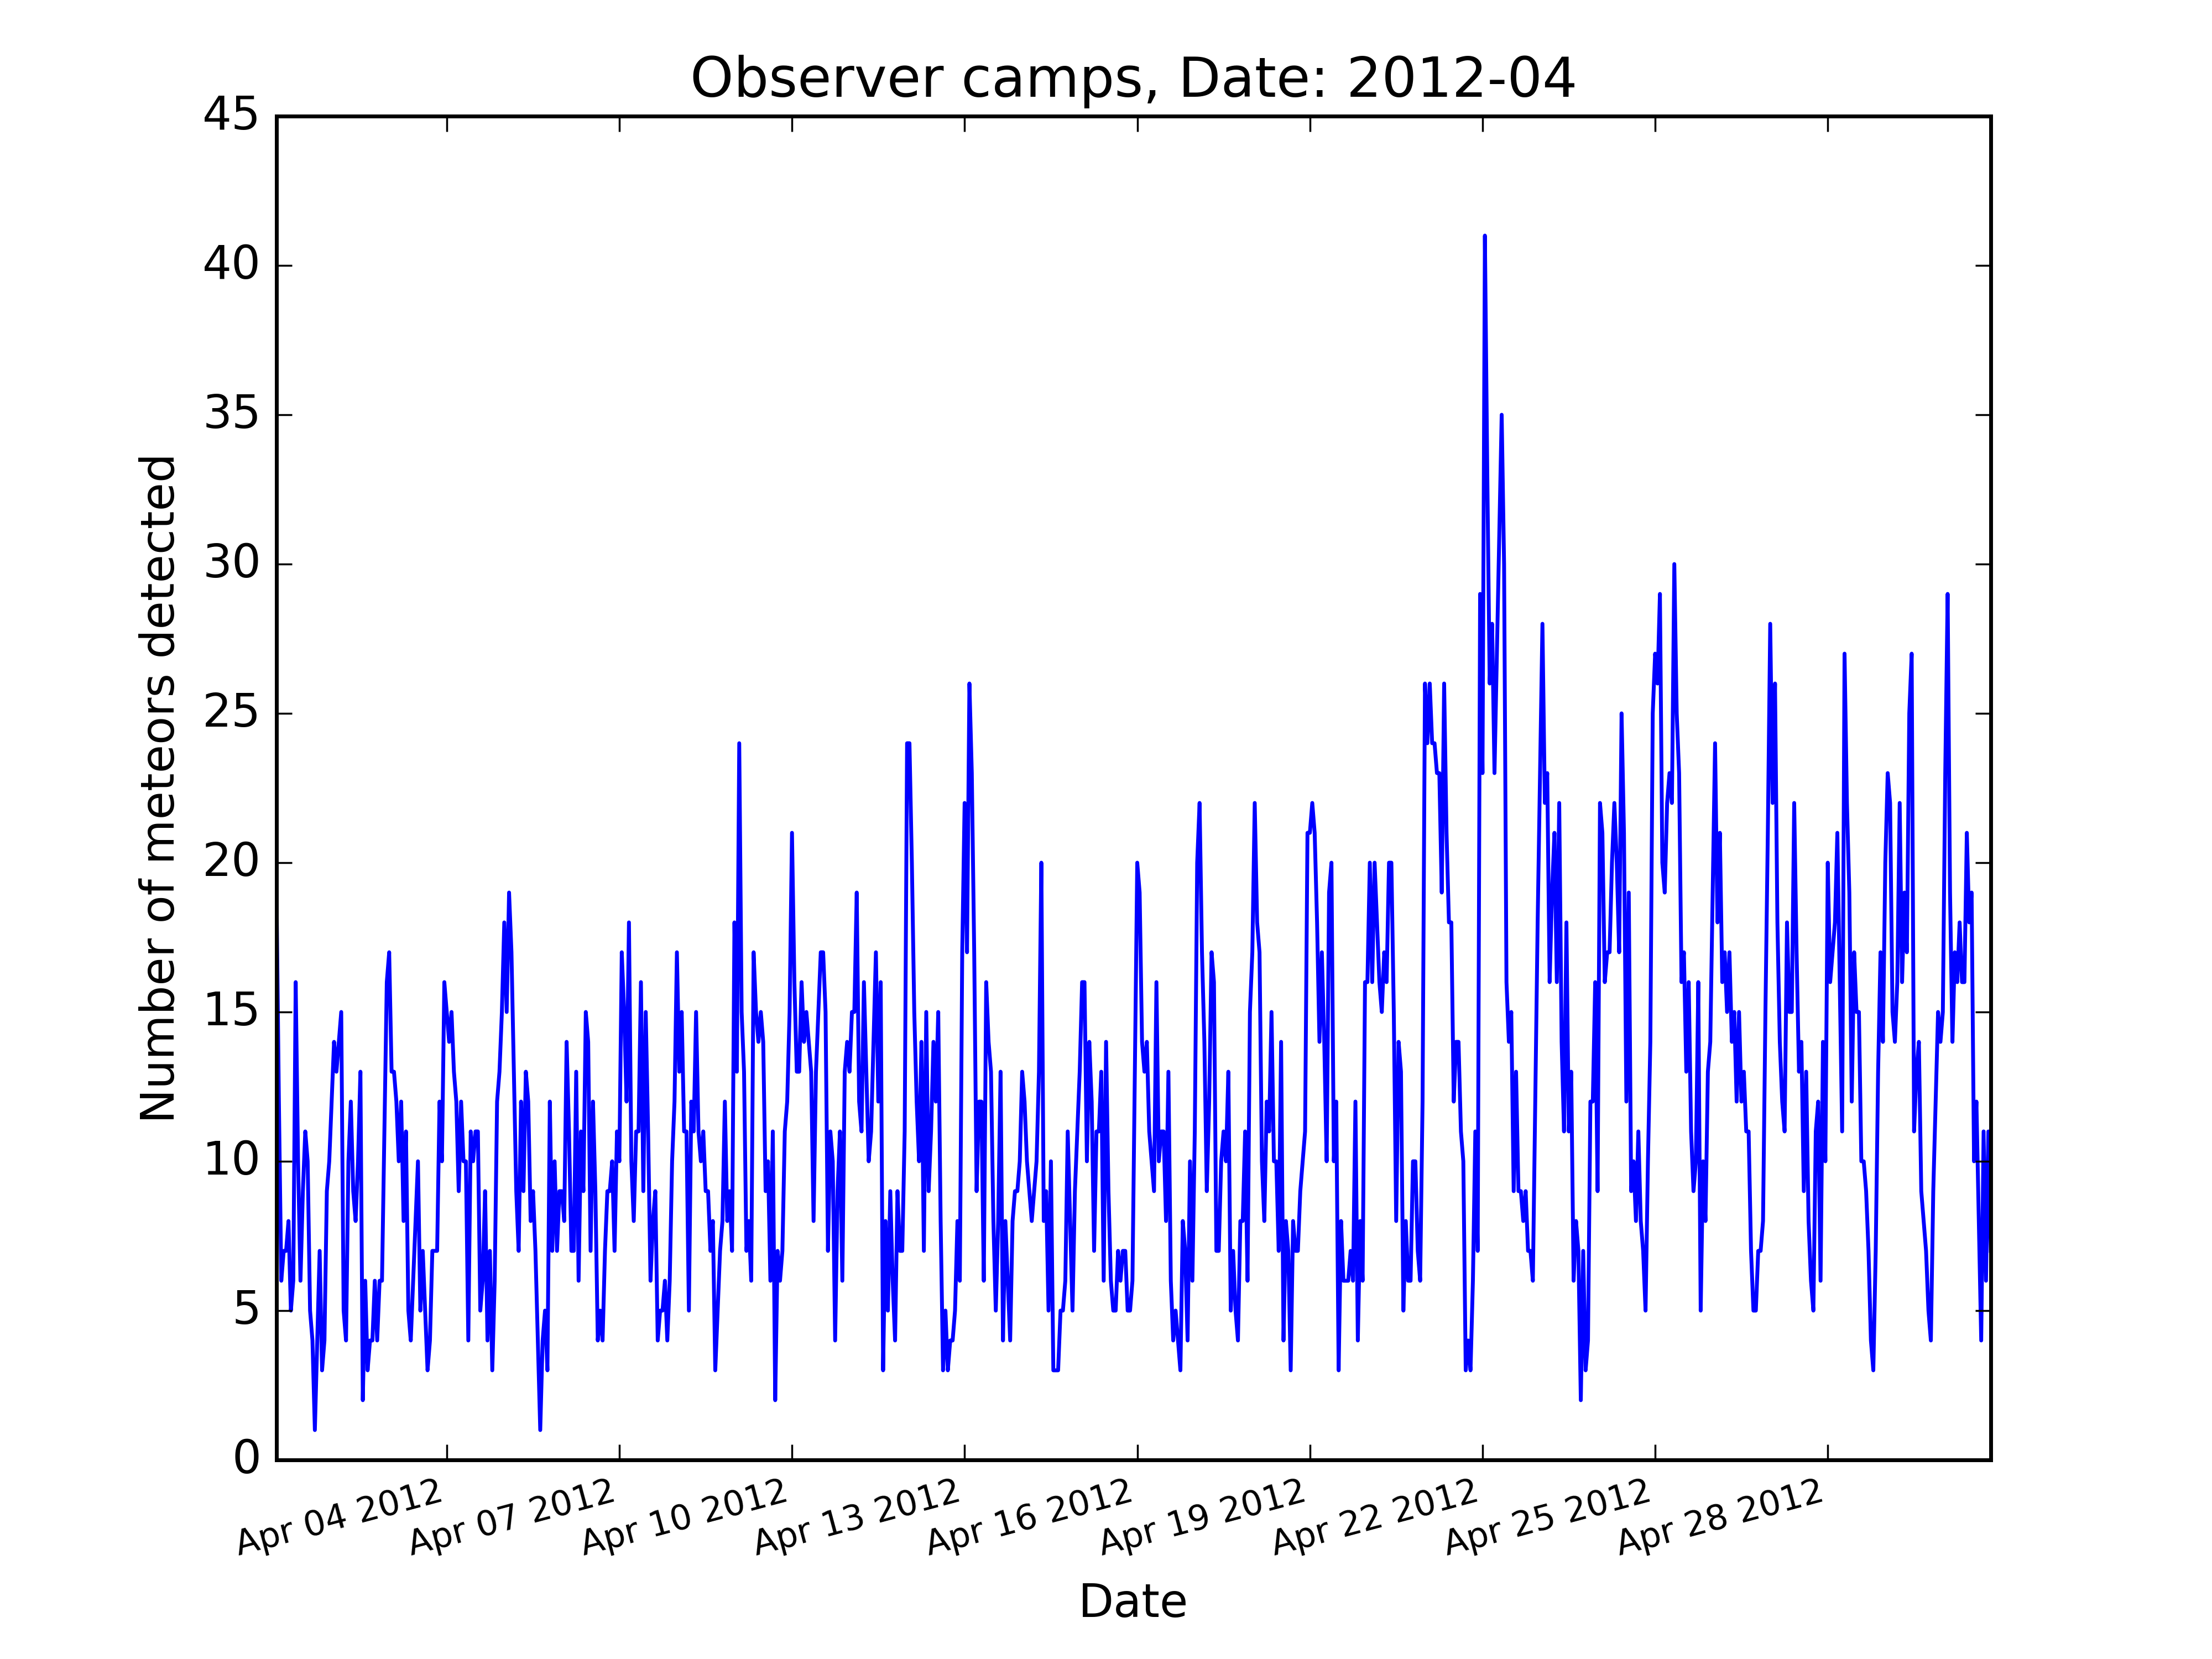 Observer camps, Date: 2012-04
45
40
35
30
25
20
15
10
5
0
Number of meteors detected
Apr 04 2012
Apr 07 2012
Apr 10 2012
Apr 13 2012
Apr 16 2012
Apr 19 2012
Apr 22 2012
Apr 25 2012
Apr 28 2012
Date